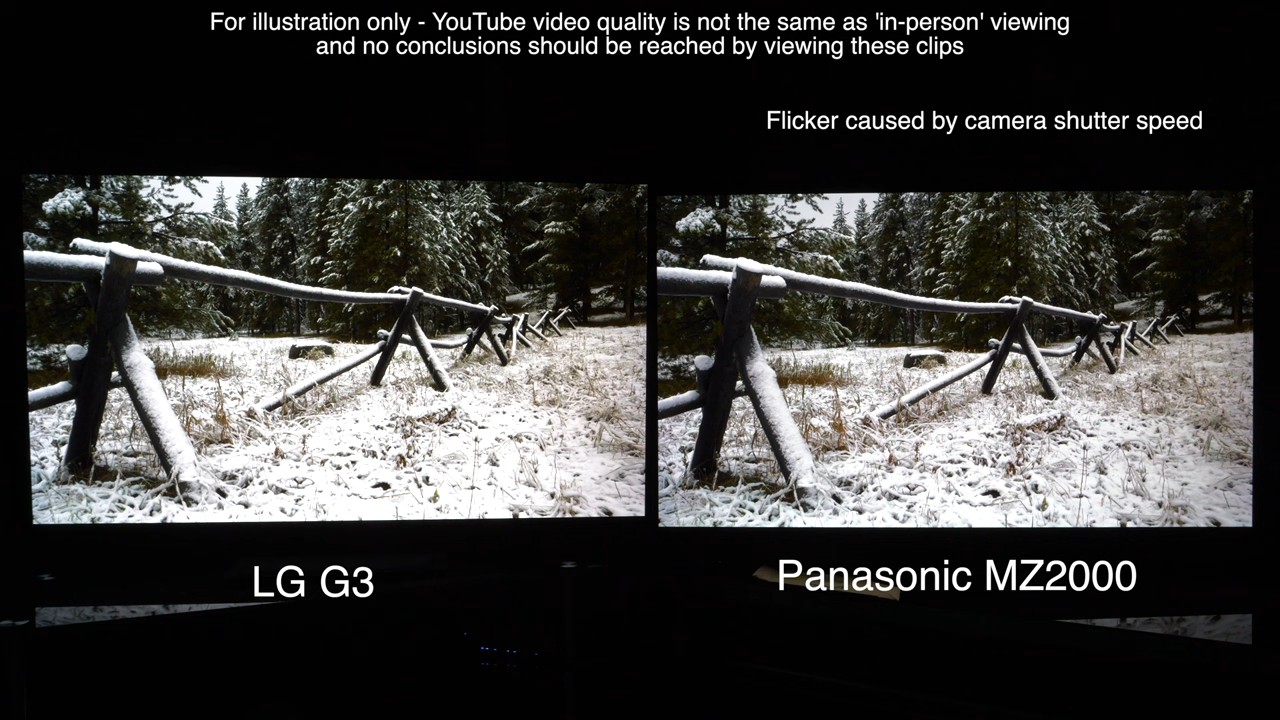 For illustration only - YouTube video quality is not the same as 'in-person' viewing
and no conclusions should be reached by viewing these clips
Flicker caused by camera shutter speed
LG G3
Panasonic MZ2000